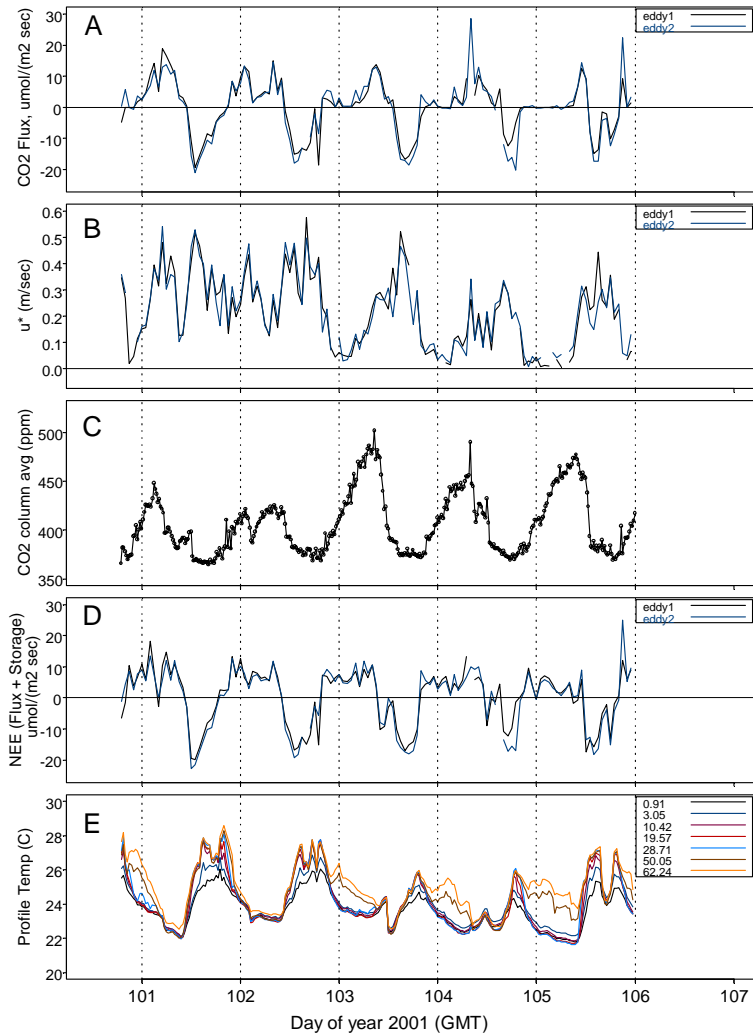 A
CO2 Flux, umol/(m2 sec)
30
20
10
0
-10
-20
eddy1
eddy2
B
u* (m/sec)
0.6
0.5
0.4
0.3
0.2
0.1
0.0
eddy1
eddy2
C
CO2 column avg (ppm)
500
450
400
350
D
NEE (Flux + Storage)
umol/(m2 sec)
30
20
10
0
-10
-20
eddy1
eddy2
E
Profile Temp (C)
30
28
26
24
22
20
0.91
3.05
10.42
19.57
28.71
50.05
62.24
101 102 103 104 105 106 107
Day of year 2001 (GMT)